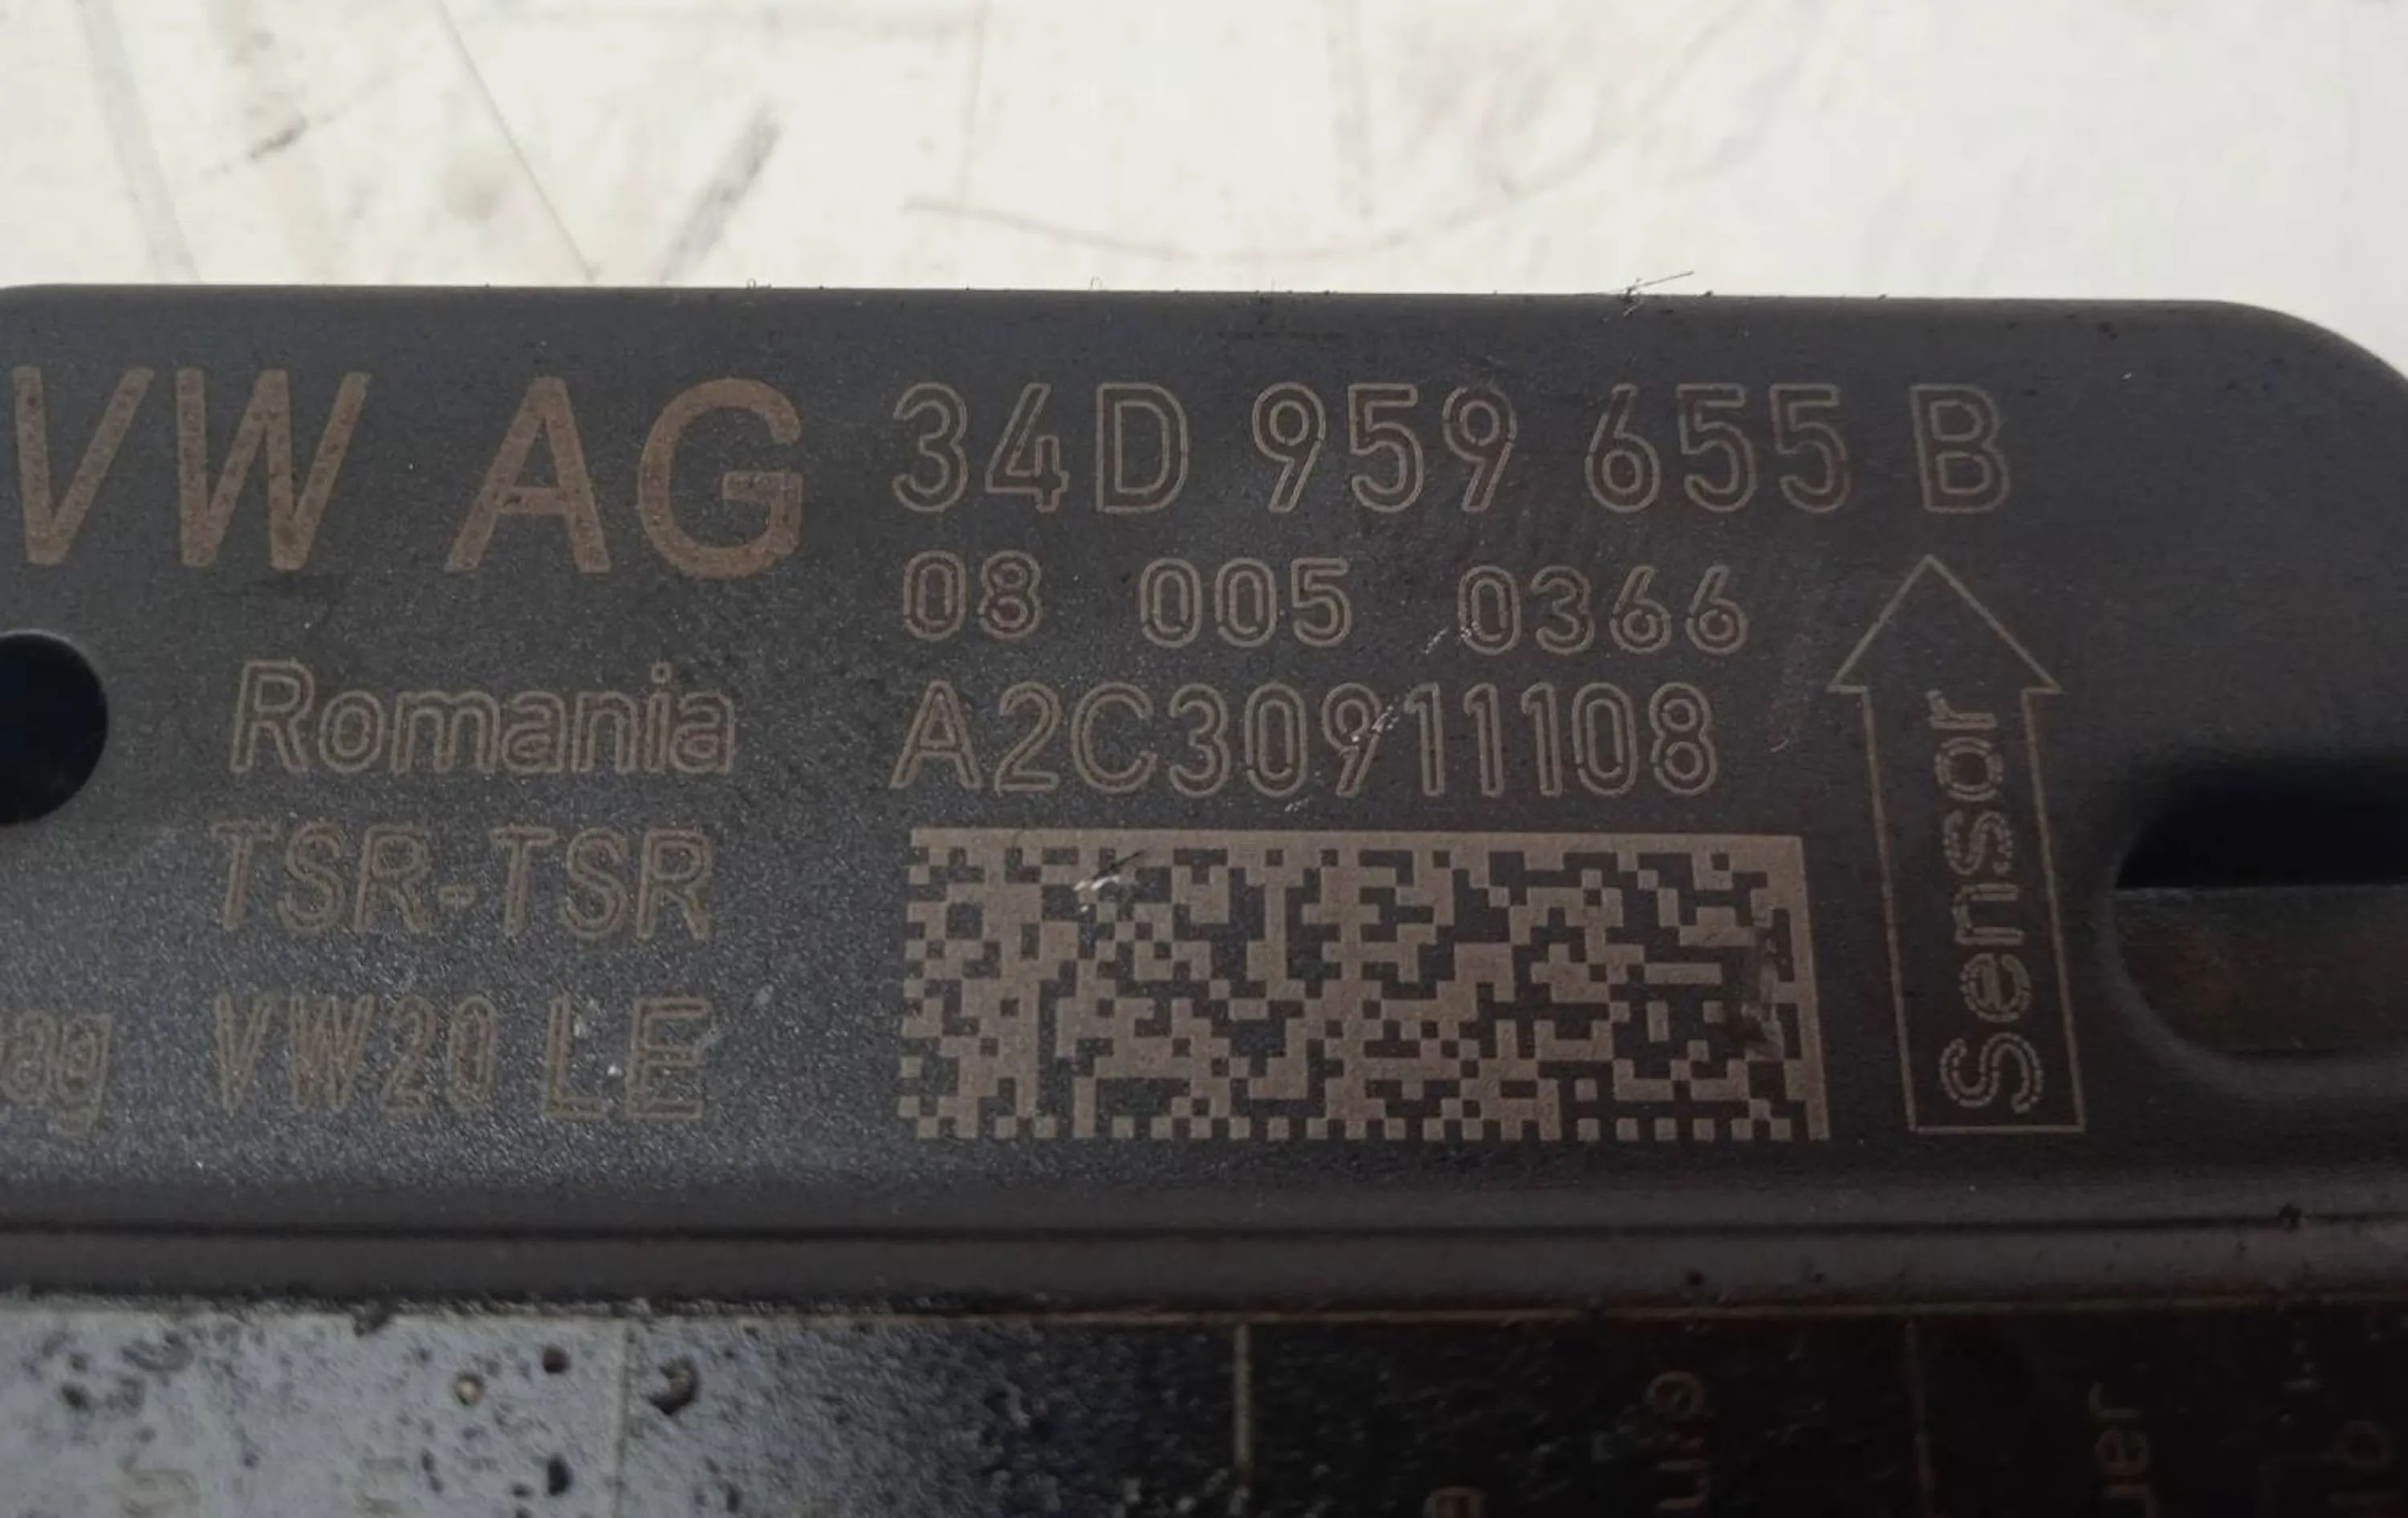 VW AG 34D 959 655 B
08 005 0366
Romania A2C30911108
TSR-TSR
VW20 LE
Sensor